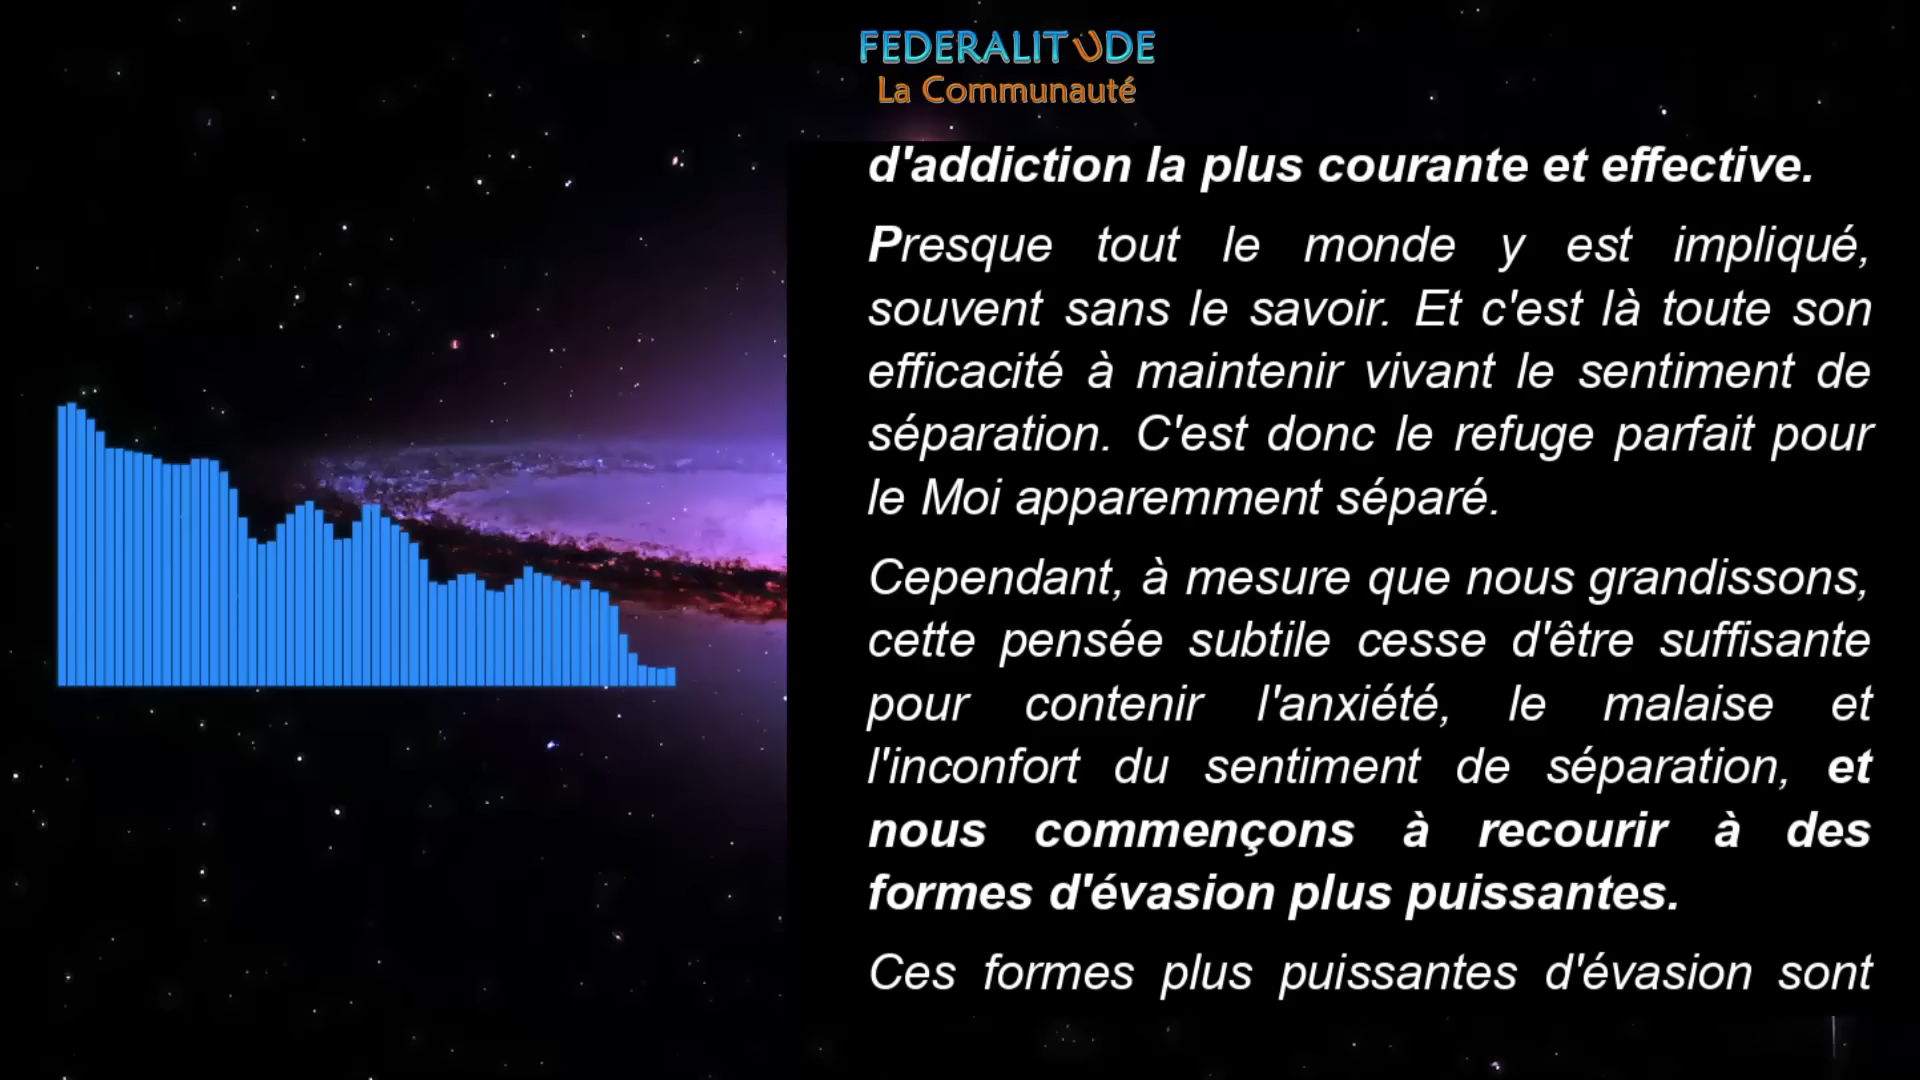 FEDERALITUDE
La Communauté
d'addiction la plus courante et effective.
Presque tout le monde y est impliqué,
souvent sans le savoir. Et c'est là toute son
efficacité à maintenir vivant le sentiment de
séparation. C'est donc le refuge parfait pour
le Moi apparemment séparé.
Cependant, à mesure que nous grandissons,
cette pensée subtile cesse d'être suffisante
pour contenir l'anxiété, le malaise et
l'inconfort du sentiment de séparation, et
nous commençons à recourir à des
formes d'évasion plus puissantes.
Ces formes plus puissantes d'évasion sont